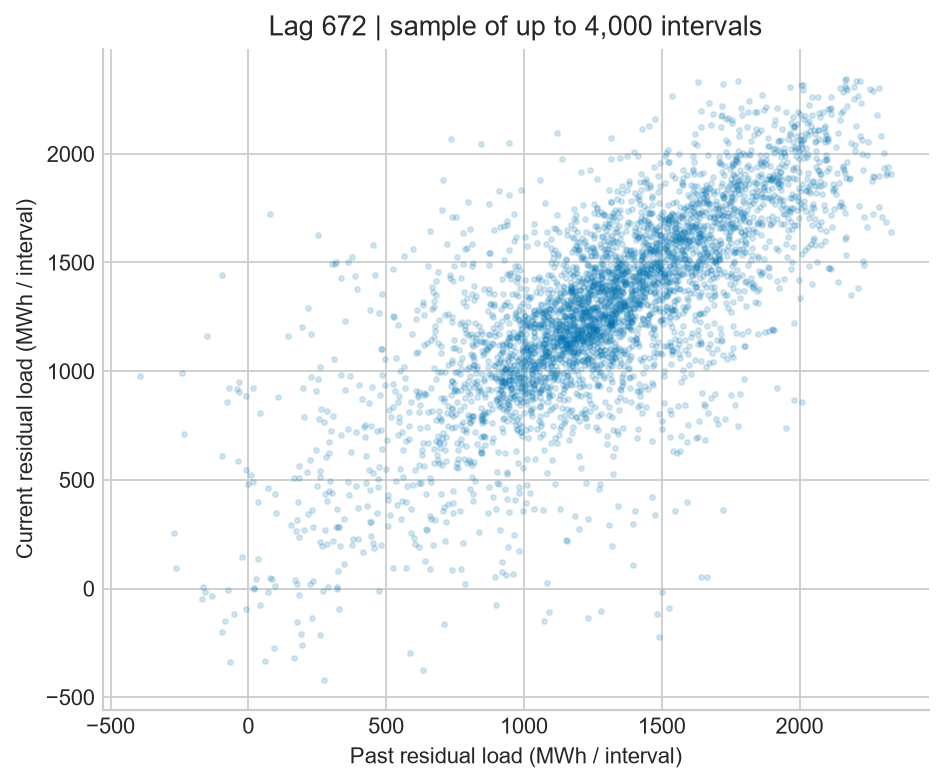 Lag 672 | sample of up to 4,000 intervals
Current residual load (MWh / interval)
2000
1500
1000
500
0
−500
−500 0 500 1000 1500 2000
Past residual load (MWh / interval)